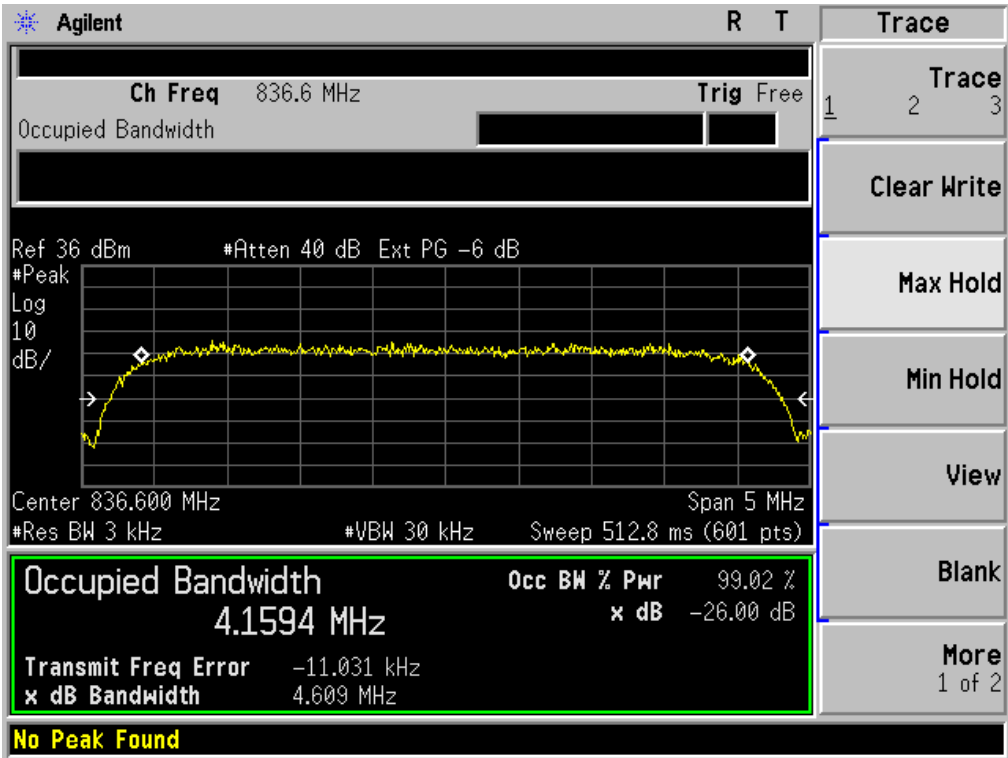 Agilent R T
Ch Freq 836.6 MHz Trig Free
Occupied Bandwidth
Ref 36 dBm #Atten 40 dB Ext PG -6 dB
#Peak
Log
10
dB/
Center 836.600 MHz Span 5 MHz
#Res BW 3 kHz #VBW 30 kHz Sweep 512.8 ms (601 pts)
Occupied Bandwidth
4.1594 MHz
Occ BW % Pwr 99.02 %
x dB -26.00 dB
Transmit Freq Error -11.031 kHz
x dB Bandwidth 4.609 MHz
No Peak Found
Trace
Trace
1 2 3
Clear Write
Max Hold
Min Hold
View
Blank
More
1 of 2